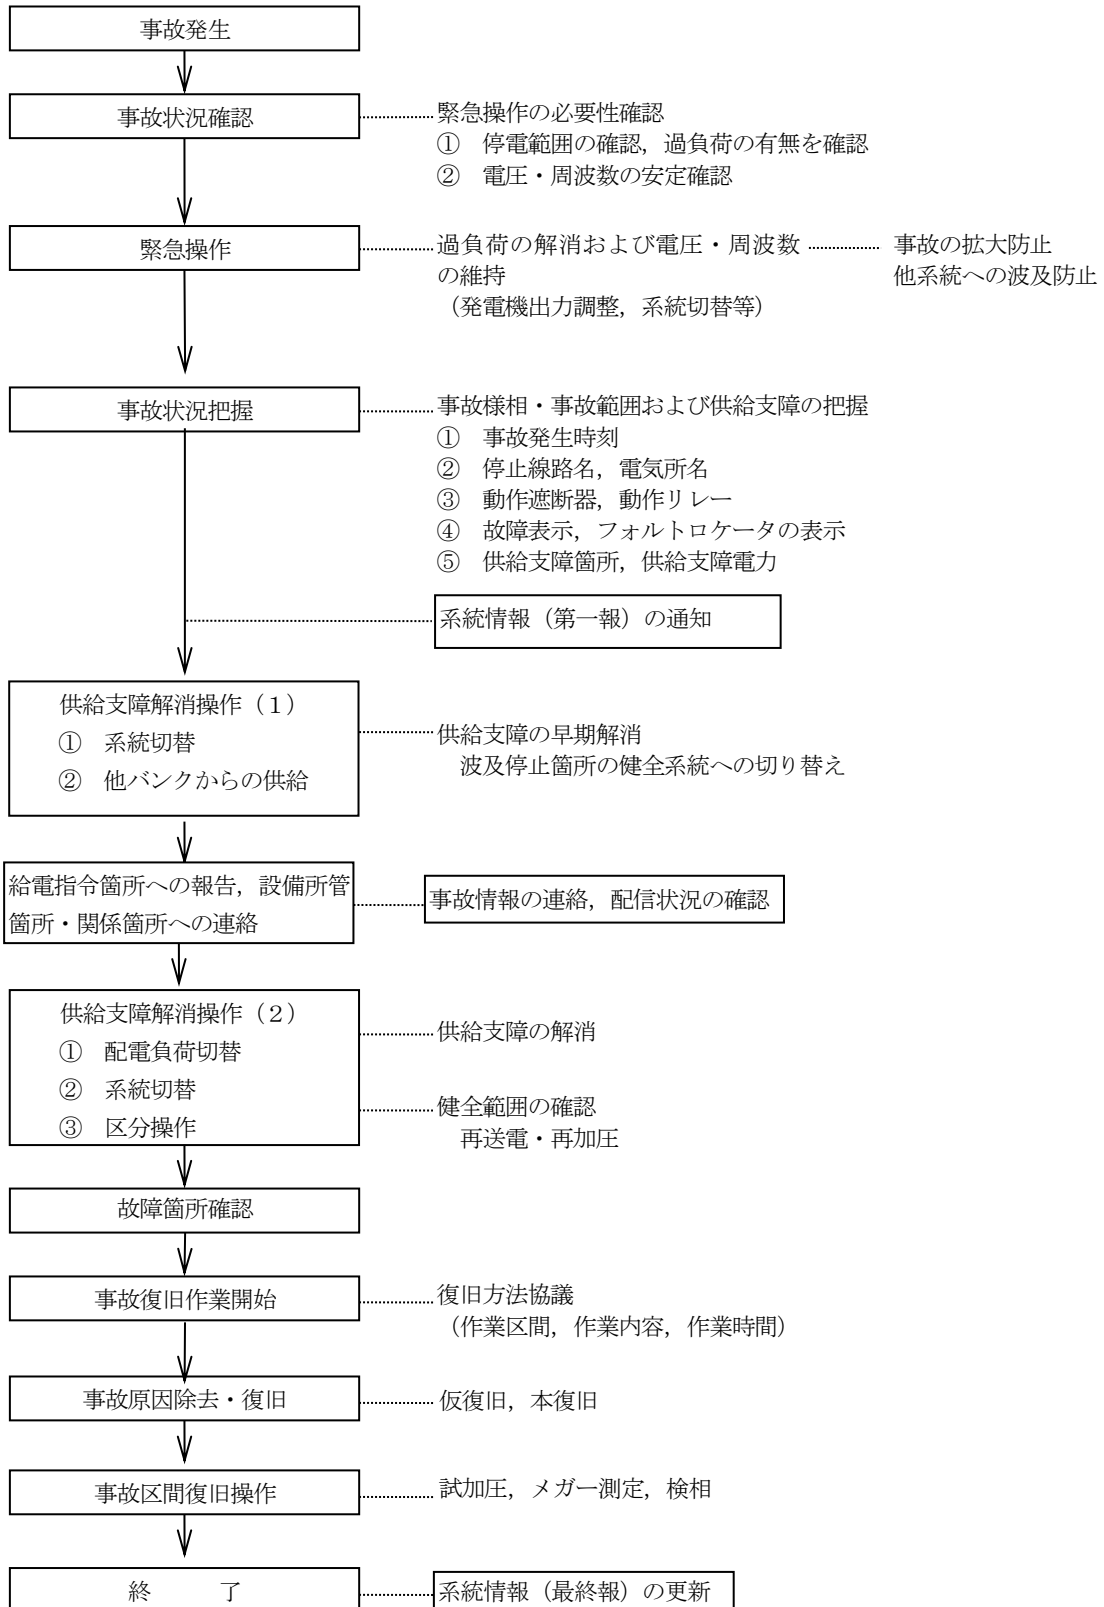 事故発生
事故状況確認
緊急操作の必要性確認
① 停電範囲の確認，過負荷の有無を確認
② 電圧・周波数の安定確認
緊急操作
過負荷の解消および電圧・周波数
の維持
（発電機出力調整，系統切替等）
事故の拡大防止
他系統への波及防止
事故状況把握
事故様相・事故範囲および供給支障の把握
① 事故発生時刻
② 停止線路名，電気所名
③ 動作遮断器，動作リレー
④ 故障表示，フォルトロケータの表示
⑤ 供給支障箇所，供給支障電力
系統情報（第一報）の通知
供給支障解消操作（１）
① 系統切替
② 他バンクからの供給
供給支障の早期解消
波及停止箇所の健全系統への切り替え
給電指令箇所への報告，設備所管
箇所・関係箇所への連絡
事故情報の連絡，配信状況の確認
供給支障解消操作（２）
① 配電負荷切替
② 系統切替
③ 区分操作
供給支障の解消
健全範囲の確認
再送電・再加圧
故障箇所確認
事故復旧作業開始
復旧方法協議
（作業区間，作業内容，作業時間）
事故原因除去・復旧
仮復旧，本復旧
事故区間復旧操作
試加圧，メガー測定，検相
終　　　了
系統情報（最終報）の更新